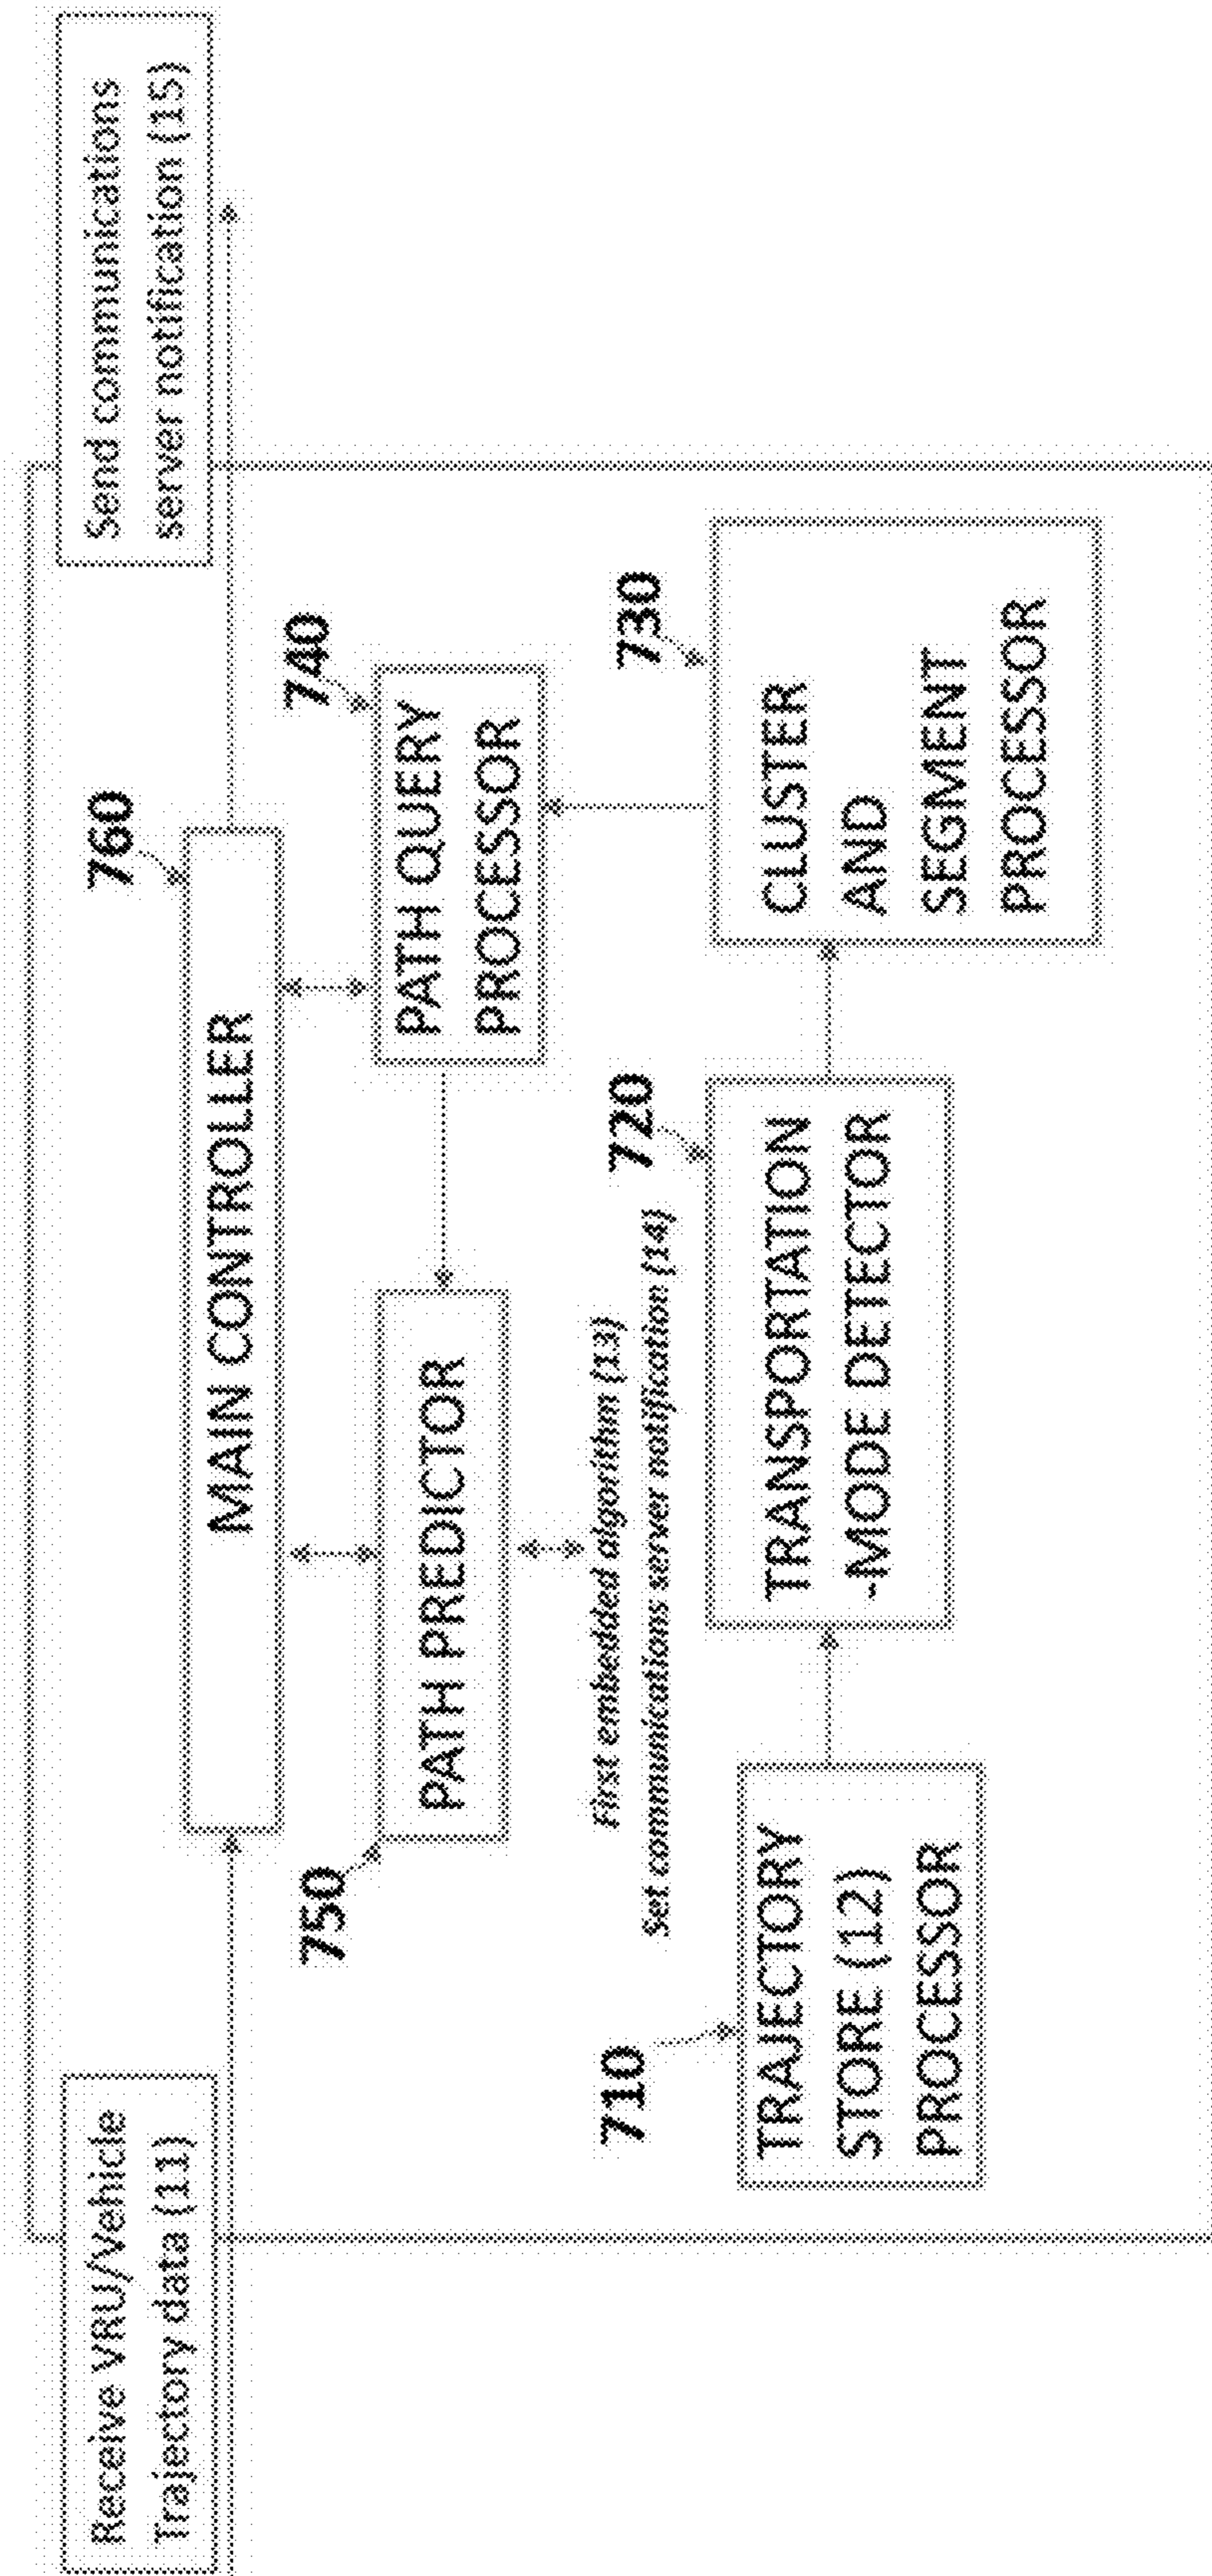 Receive VRU/Vehicle
Trajectory data (11)
Send communications
server notification (15)
760
MAIN CONTROLLER
750
PATH PREDICTOR
740
PATH QUERY
PROCESSOR
First embedded algorithm (13)
Set communications server notification (14)
710
TRAJECTORY
STORE (12)
PROCESSOR
720
TRANSPORTATION
-MODE DETECTOR
730
CLUSTER
AND
SEGMENT
PROCESSOR